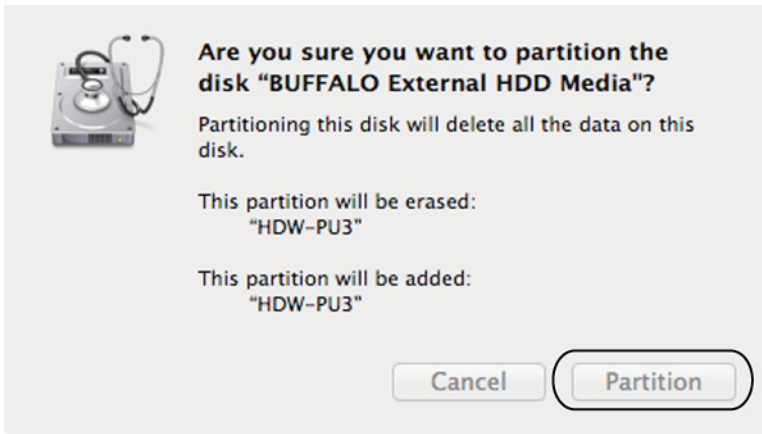 Are you sure you want to partition the
disk “BUFFALO External HDD Media"?
Partitioning this disk will delete all the data on this
disk.
This partition will be erased:
“HDW-PU3"
This partition will be added:
“HDW-PU3"
Cancel
Partition